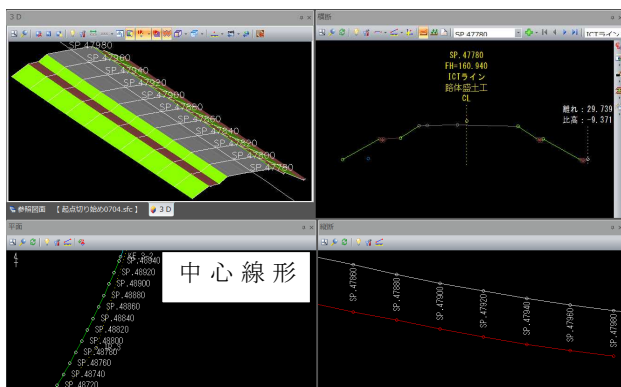 3D
横断
SP.47780
ICTライン
SP.47980
SP.47960
SP.47940
SP.47920
SP.47900
SP.47880
SP.47860
SP.47840
SP.47820
SP.47800
SP.47780
SP.47780
FH=160.940
ICTライン
路体盛土工
CL
離れ：29.739
比高：-9.371
参照図面 【 起点切り始め0704.sfc 】
3D
平面
縦断
中心線形
SP.48940
SP.48920
SP.48900
SP.48880
SP.48860
SP.48840
SP.48820
SP.48800
SP.48780
SP.48760
SP.48740
SP.48720
SP.47860
SP.47880
SP.47900
SP.47920
SP.47940
SP.47960
SP.47980